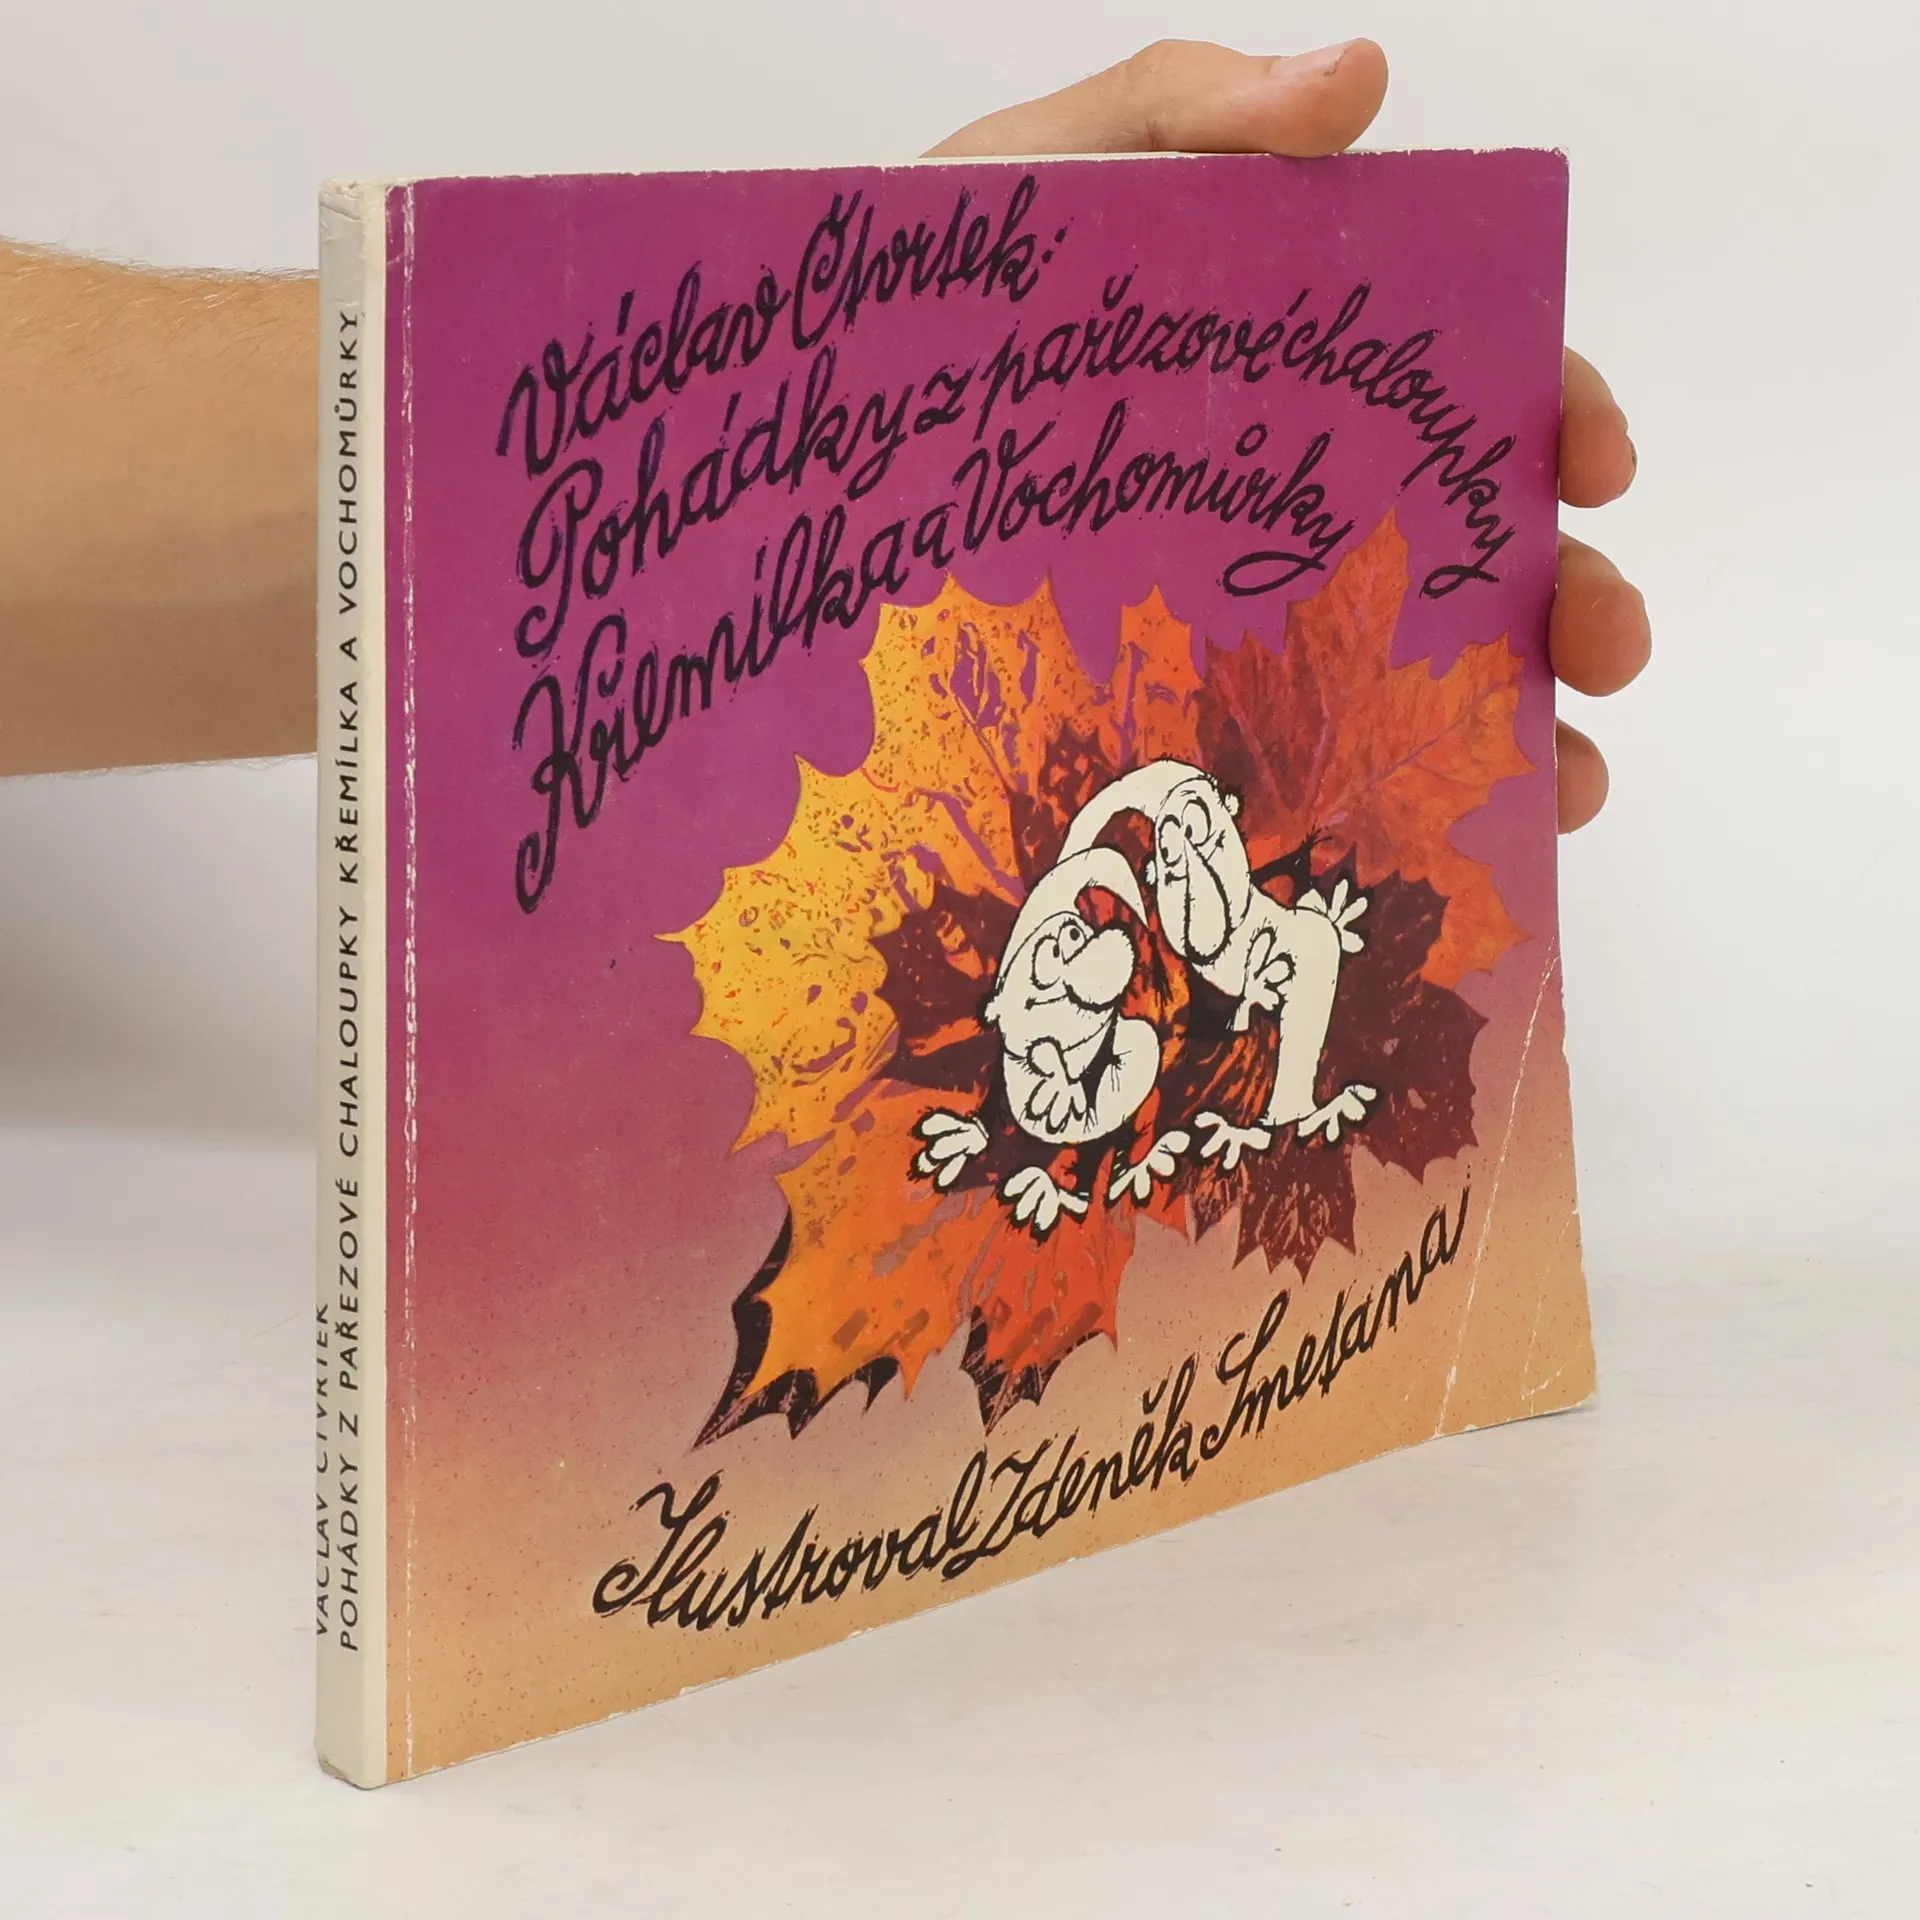 Václav Čtvrtek:
Pohádky z pařezové chaloupky
Křemílka a Vochomůrky
Ilustroval Zdeněk Smetana
VÁCLAV ČTVRTEK
POHÁDKY Z PAŘEZOVÉ CHALOUPKY KŘEMÍLKA A VOCHOMŮRKY